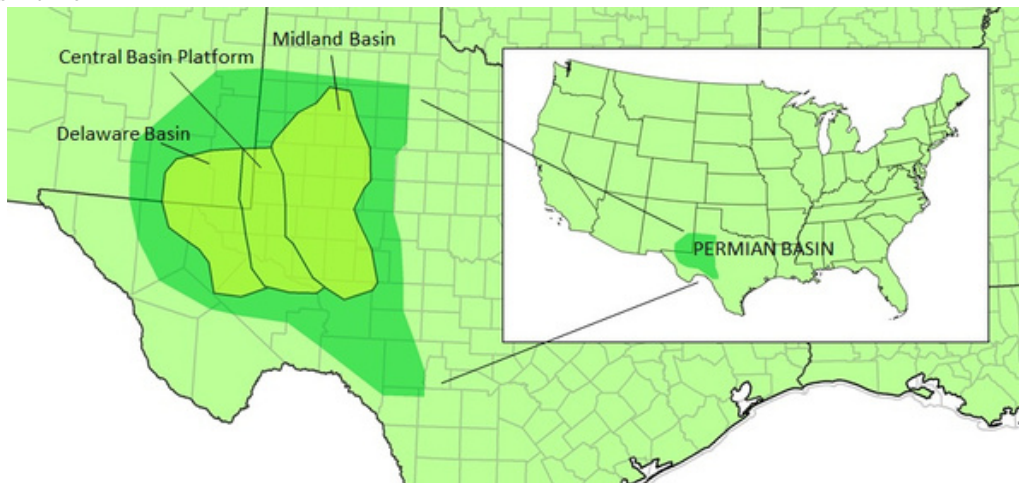 Midland Basin
Central Basin Platform
Delaware Basin
PERMIAN BASIN